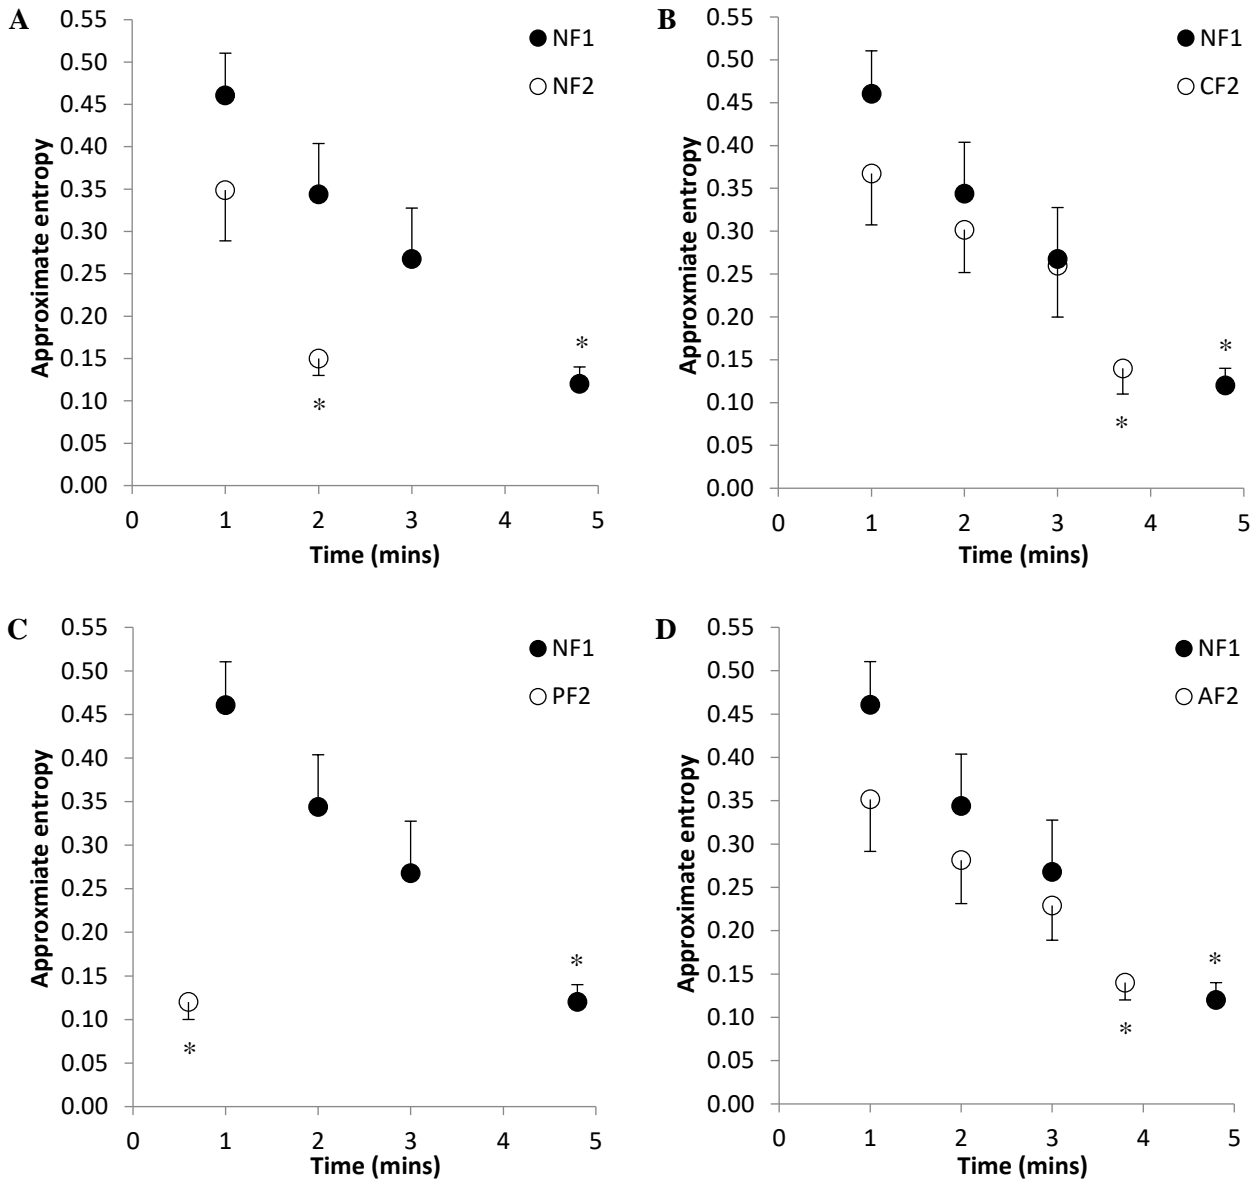 A
Approximate entropy
0.55
0.50
0.45
0.40
0.35
0.30
0.25
0.20
0.15
0.10
0.05
0.00
NF1
NF2
*
*
0 1 2 3 4 5
Time (mins)
B
Approxmiate entropy
0.55
0.50
0.45
0.40
0.35
0.30
0.25
0.20
0.15
0.10
0.05
0.00
NF1
CF2
*
*
0 1 2 3 4 5
Time (mins)
C
Approxmiate entropy
0.55
0.50
0.45
0.40
0.35
0.30
0.25
0.20
0.15
0.10
0.05
0.00
NF1
PF2
*
*
0 1 2 3 4 5
Time (mins)
D
Approximate entropy
0.55
0.50
0.45
0.40
0.35
0.30
0.25
0.20
0.15
0.10
0.05
0.00
NF1
AF2
*
*
0 1 2 3 4 5
Time (mins)